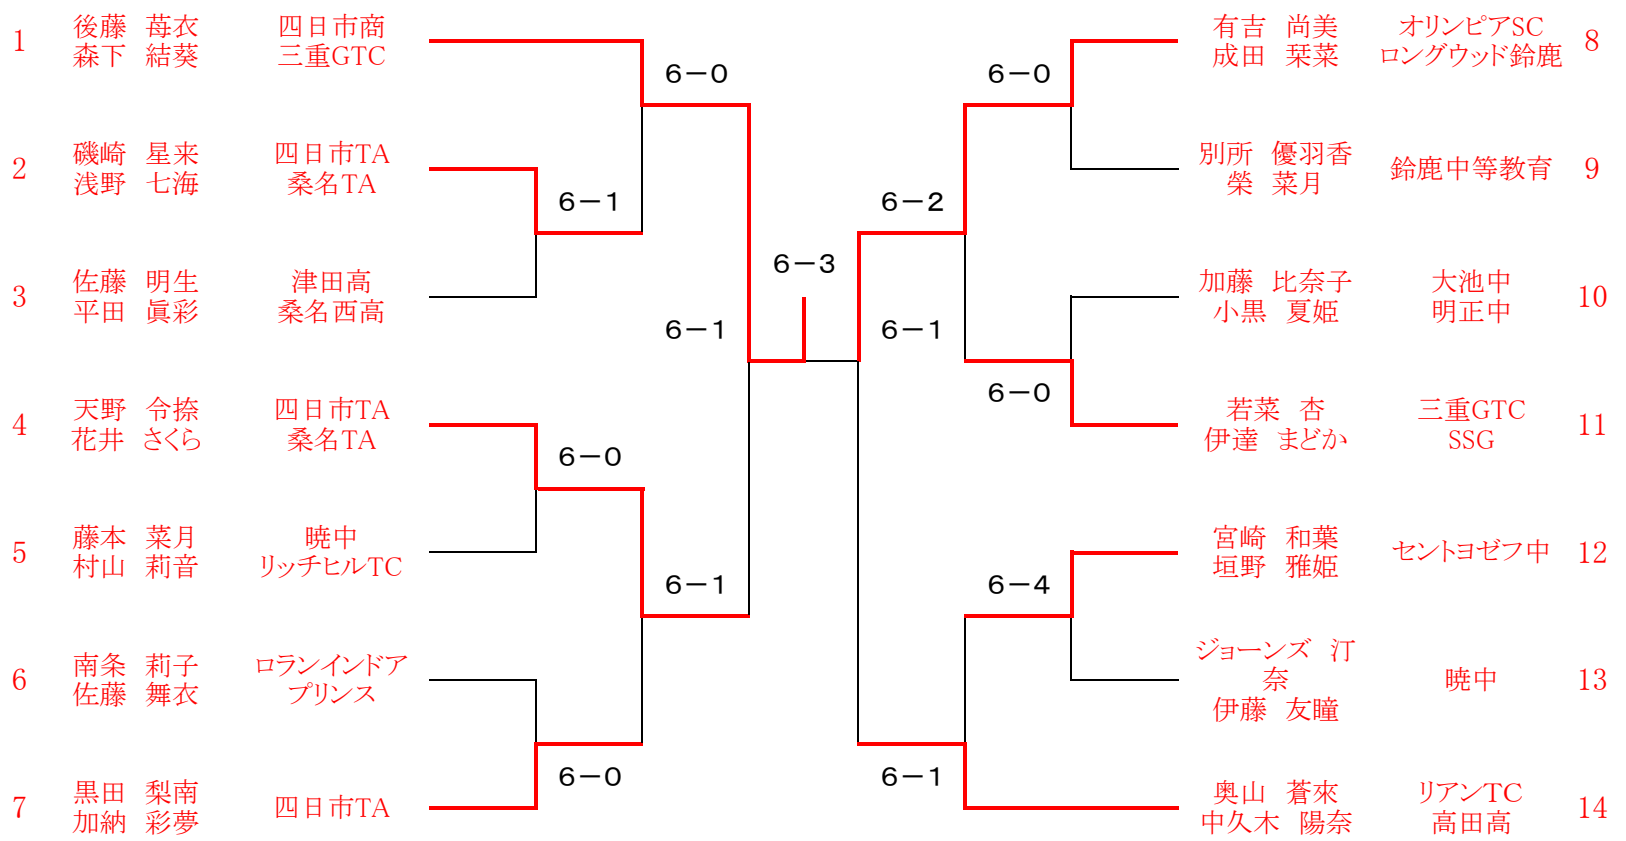 1
後藤　苺衣
森下　結葵
四日市商
三重GTC
2
磯崎　星来
浅野　七海
四日市TA
桑名TA
3
佐藤　明生
平田　眞彩
津田高
桑名西高
4
天野　令捺
花井　さくら
四日市TA
桑名TA
5
藤本　菜月
村山　莉音
暁中
リッチヒルTC
6
南条　莉子
佐藤　舞衣
ロランインドア
プリンス
7
黒田　梨南
加納　彩夢
四日市TA
6－0
6－1
6－1
6－0
6－1
6－0
6－3
6－0
6－2
6－1
6－0
6－4
6－1
有吉　尚美
成田　栞菜
オリンピアSC
ロングウッド鈴鹿
8
別所　優羽香
榮　菜月
鈴鹿中等教育
9
加藤　比奈子
小黒　夏姫
大池中
明正中
10
若菜　杏
伊達　まどか
三重GTC
SSG
11
宮崎　和葉
垣野　雅姫
セントヨゼフ中
12
ジョーンズ　汀
奈
伊藤　友瞳
暁中
13
奥山　蒼來
中久木　陽奈
リアンTC
高田高
14